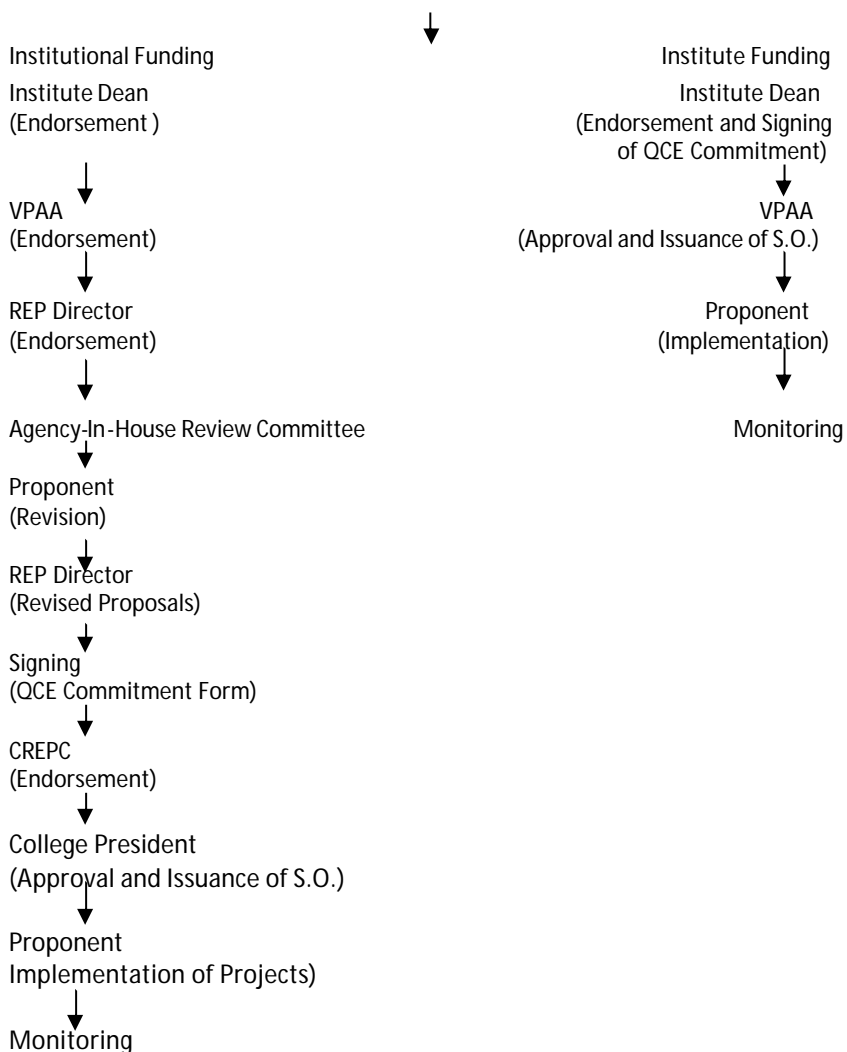 Institutional Funding
Institute Dean
(Endorsement )
VPAA
(Endorsement)
REP Director
(Endorsement)
Agency-In-House Review Committee
Proponent
(Revision)
REP Director
(Revised Proposals)
Signing
(QCE Commitment Form)
CREPC
(Endorsement)
College President
(Approval and Issuance of S.O.)
Proponent
Implementation of Projects)
Monitoring
Institute Funding
Institute Dean
(Endorsement and Signing
of QCE Commitment)
VPAA
(Approval and Issuance of S.O.)
Proponent
(Implementation)
Monitoring